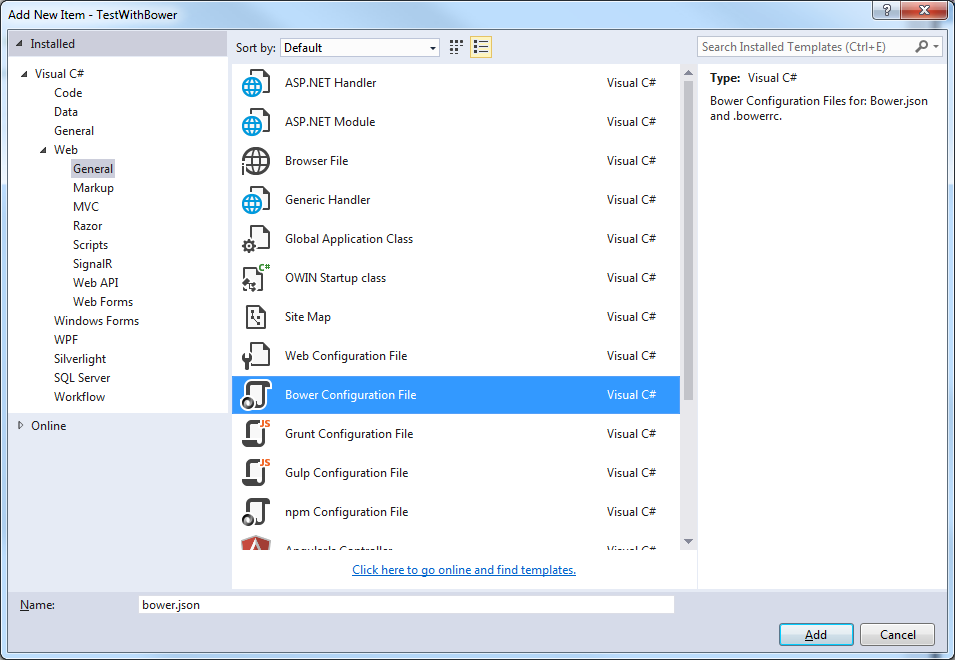 Add New Item - TestWithBower
?
Installed
Sort by: Default
Search Installed Templates (Ctrl+E)
Visual C#
Code
Data
General
Web
General
Markup
MVC
Razor
Scripts
SignalR
Web API
Web Forms
Windows Forms
WPF
Silverlight
SQL Server
Workflow
Online
ASP.NET Handler Visual C#
ASP.NET Module Visual C#
Browser File Visual C#
Generic Handler Visual C#
Global Application Class Visual C#
C#
OWIN Startup class Visual C#
Site Map Visual C#
Web Configuration File Visual C#
Bower Configuration File Visual C#
JS
Grunt Configuration File Visual C#
JS
Gulp Configuration File Visual C#
npm Configuration File Visual C#
AngularJs Controller Visual C#
Click here to go online and find templates.
Type: Visual C#
Bower Configuration Files for: Bower.json
and .bowerrc.
Name: bower.json
Add Cancel